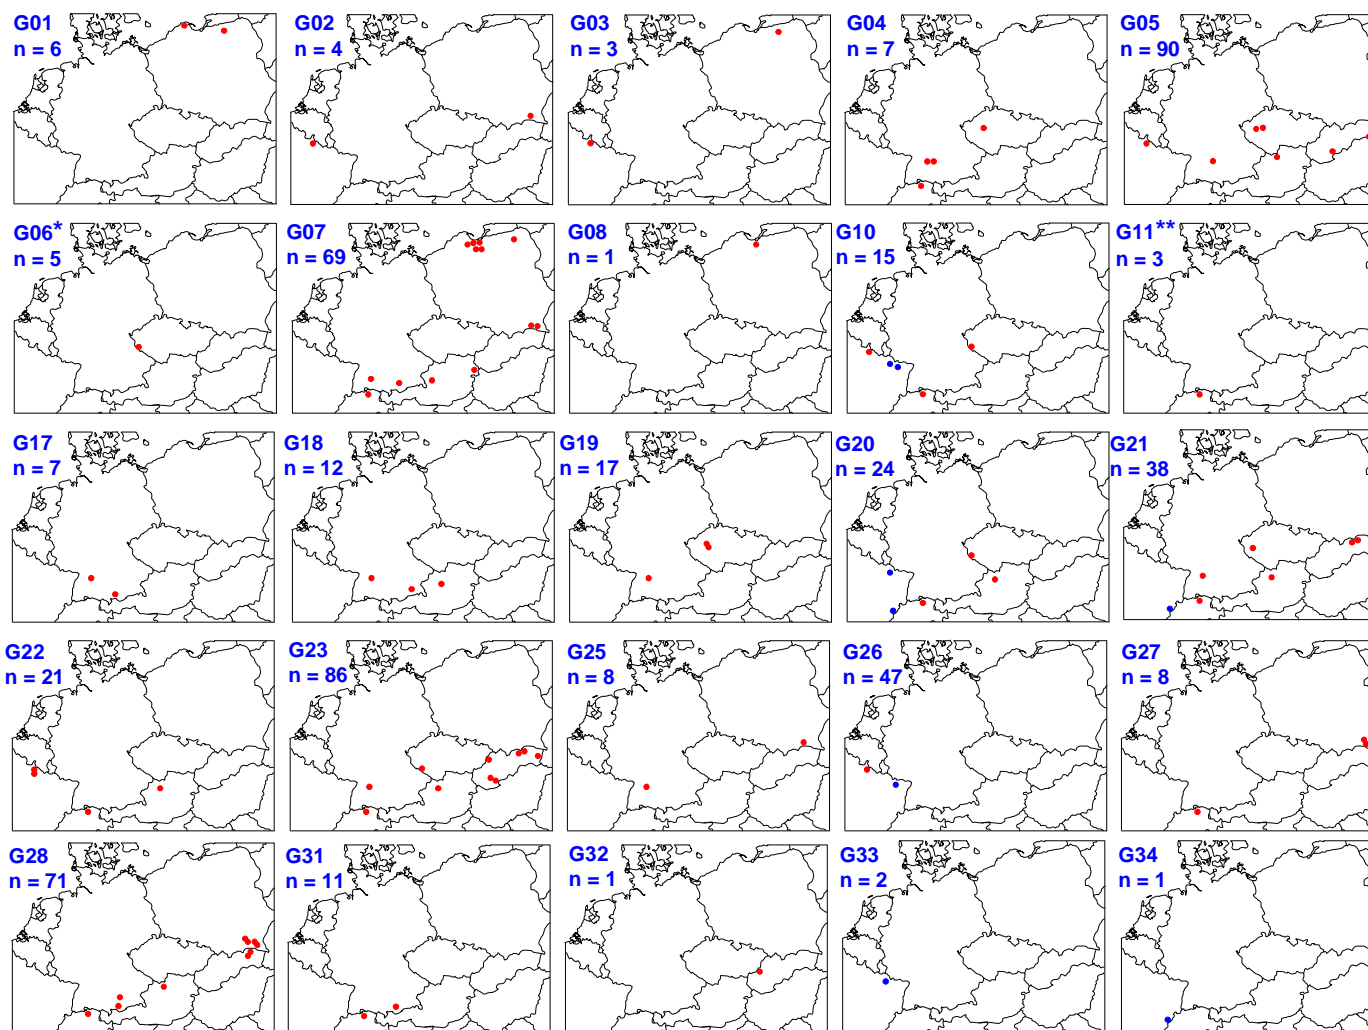 G01
n = 6
G02
n = 4
G03
n = 3
G04
n = 7
G05
n = 90
G06*
n = 5
G07
n = 69
G08
n = 1
G10
n = 15
G11**
n = 3
G17
n = 7
G18
n = 12
G19
n = 17
G20
n = 24
G21
n = 38
G22
n = 21
G23
n = 86
G25
n = 8
G26
n = 47
G27
n = 8
G28
n = 71
G31
n = 11
G32
n = 1
G33
n = 2
G34
n = 1